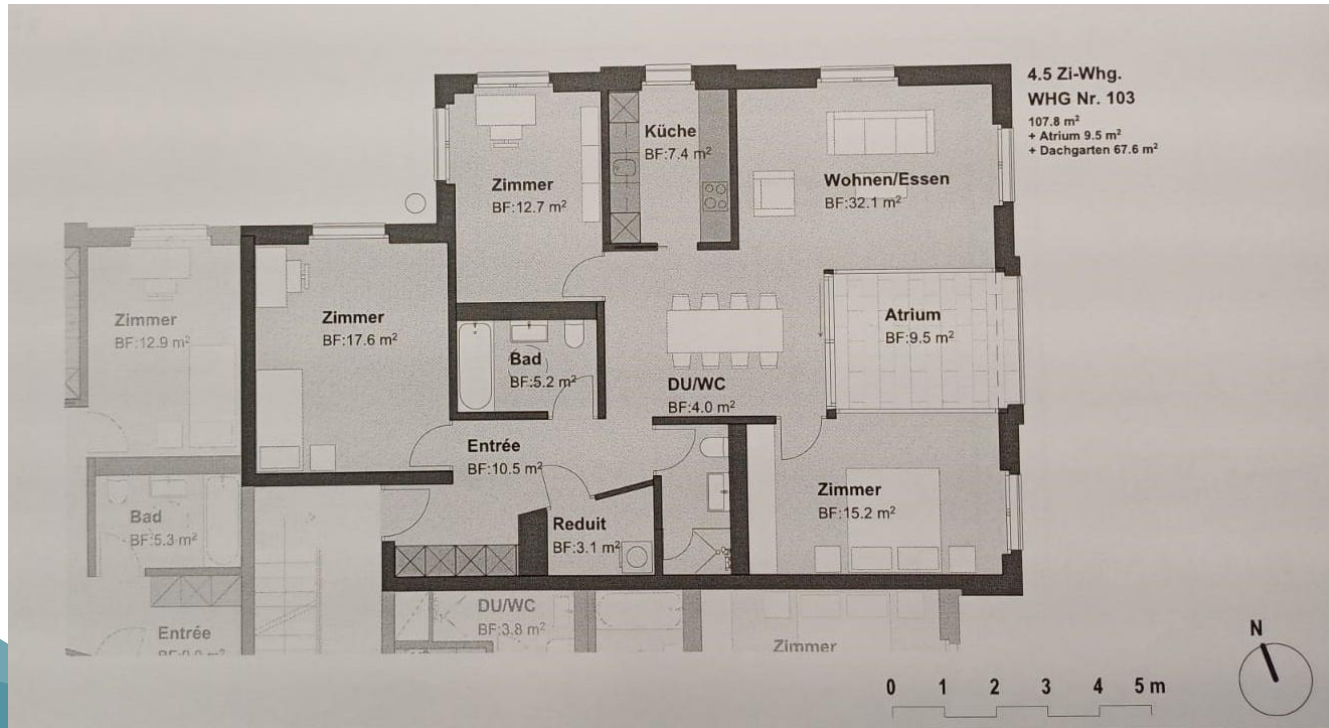 4.5 Zi-Whg.
WHG Nr. 103
107.8 m²
+ Atrium 9.5 m²
+ Dachgarten 67.6 m²
Küche
BF:7.4 m²
Zimmer
BF:12.7 m²
Wohnen/Essen
BF:32.1 m²
Zimmer
BF:12.9 m²
Zimmer
BF:17.6 m²
Atrium
BF:9.5 m²
Bad
BF:5.2 m²
DU/WC
BF:4.0 m²
Entrée
BF:10.5 m²
Zimmer
BF:15.2 m²
Bad
BF:5.3 m²
Reduit
BF:3.1 m²
DU/WC
BF:3.8 m²
Entrée
Zimmer
N
0 1 2 3 4 5 m